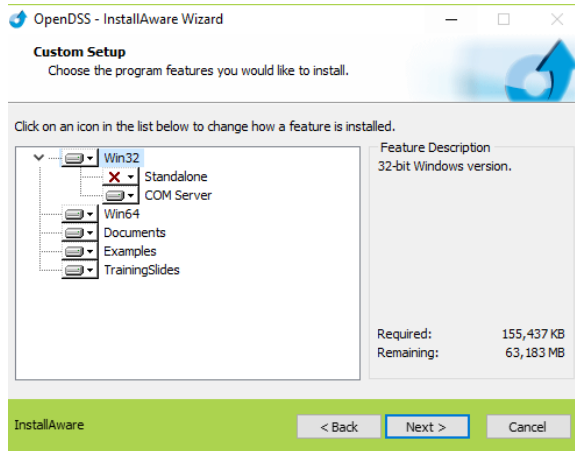 OpenDSS - InstallAware Wizard
Custom Setup
Choose the program features you would like to install.
Click on an icon in the list below to change how a feature is installed.
Win32
Standalone
COM Server
Win64
Documents
Examples
TrainingSlides
Feature Description
32-bit Windows version.
Required: 155,437 KB
Remaining: 63,183 MB
InstallAware
< Back Next > Cancel